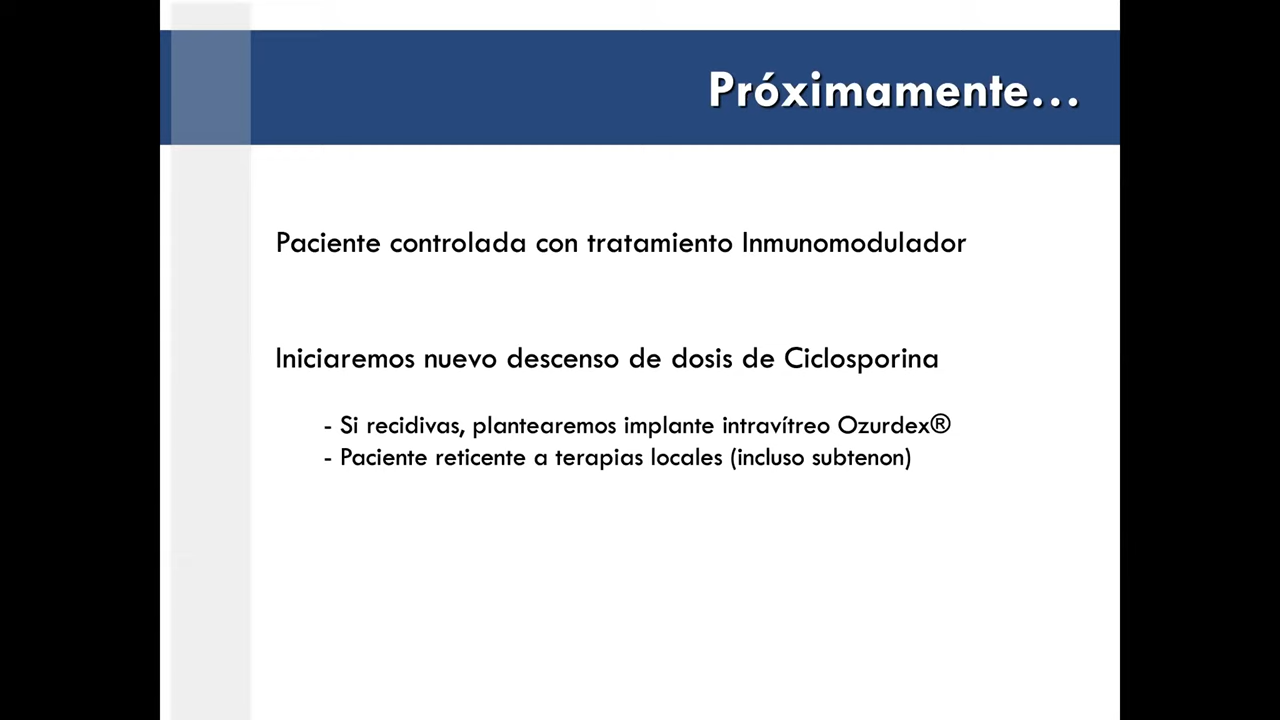 Próximamente...
Paciente controlada con tratamiento Inmunomodulador
Iniciaremos nuevo descenso de dosis de Ciclosporina
- Si recidivas, plantearemos implante intravítreo Ozurdex®
- Paciente reticente a terapias locales (incluso subtenon)